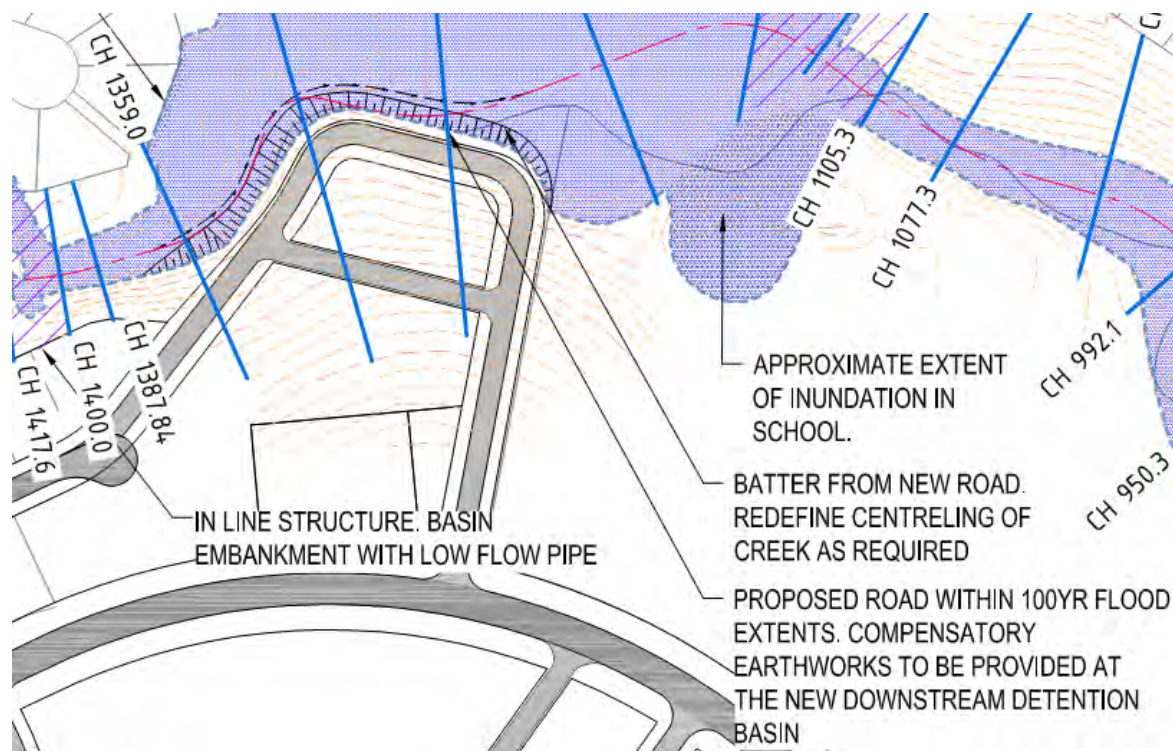 CH 1359.0
CH 1105.3
CH 1077.3
CH 992.1
CH 950.3
CH 1387.84
CH 1400.0
CH 1417.6
APPROXIMATE EXTENT
OF INUNDATION IN
SCHOOL.
BATTER FROM NEW ROAD.
REDEFINE CENTRELING OF
CREEK AS REQUIRED
IN LINE STRUCTURE. BASIN
EMBANKMENT WITH LOW FLOW PIPE
PROPOSED ROAD WITHIN 100YR FLOOD
EXTENTS. COMPENSATORY
EARTHWORKS TO BE PROVIDED AT
THE NEW DOWNSTREAM DETENTION
BASIN